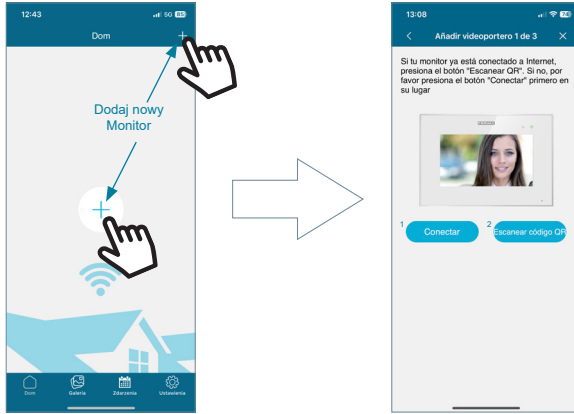 12:43
5G 85
Dom
+
Dodaj nowy
Monitor
Dom
Galeria
Zdarzenia
Ustawienia
13:08
74
Añadir videoportero 1 de 3
Si tu monitor ya está conectado a Internet,
presiona el botón "Escanear QR". Si no, por
favor presiona el botón "Conectar" primero en
su lugar
1
Conectar
2
Escanear código QR